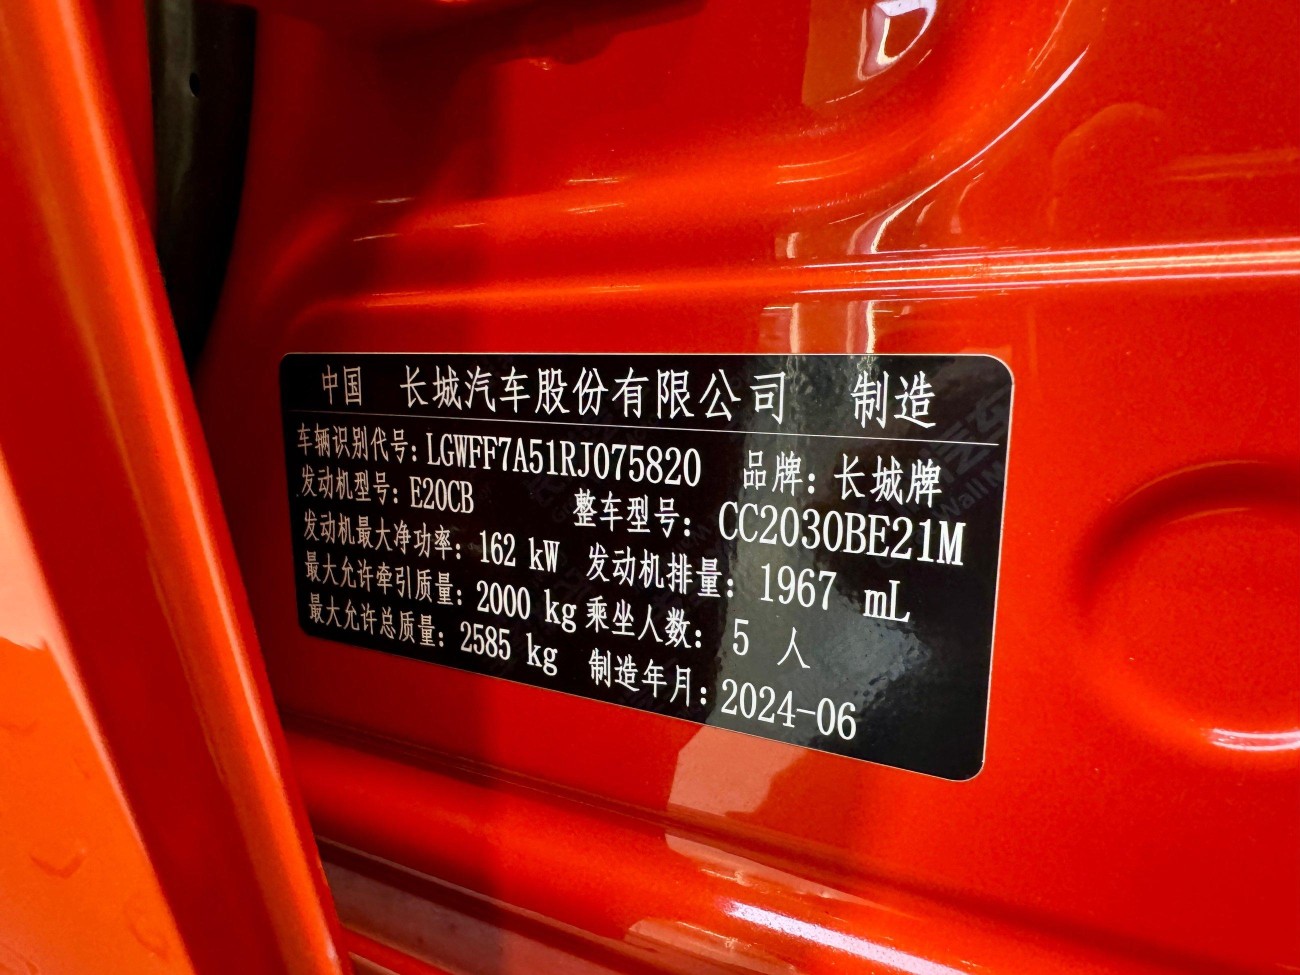 中国 长城汽车股份有限公司 制造
车辆识别代号: LGWFF7A51RJ075820 品牌: 长城牌
发动机型号: E20CB 整车型号: CC2030BE21M
发动机最大净功率: 162 kW 发动机排量: 1967 mL
最大允许牵引质量: 2000 kg 乘坐人数: 5 人
最大允许总质量: 2585 kg 制造年月: 2024-06